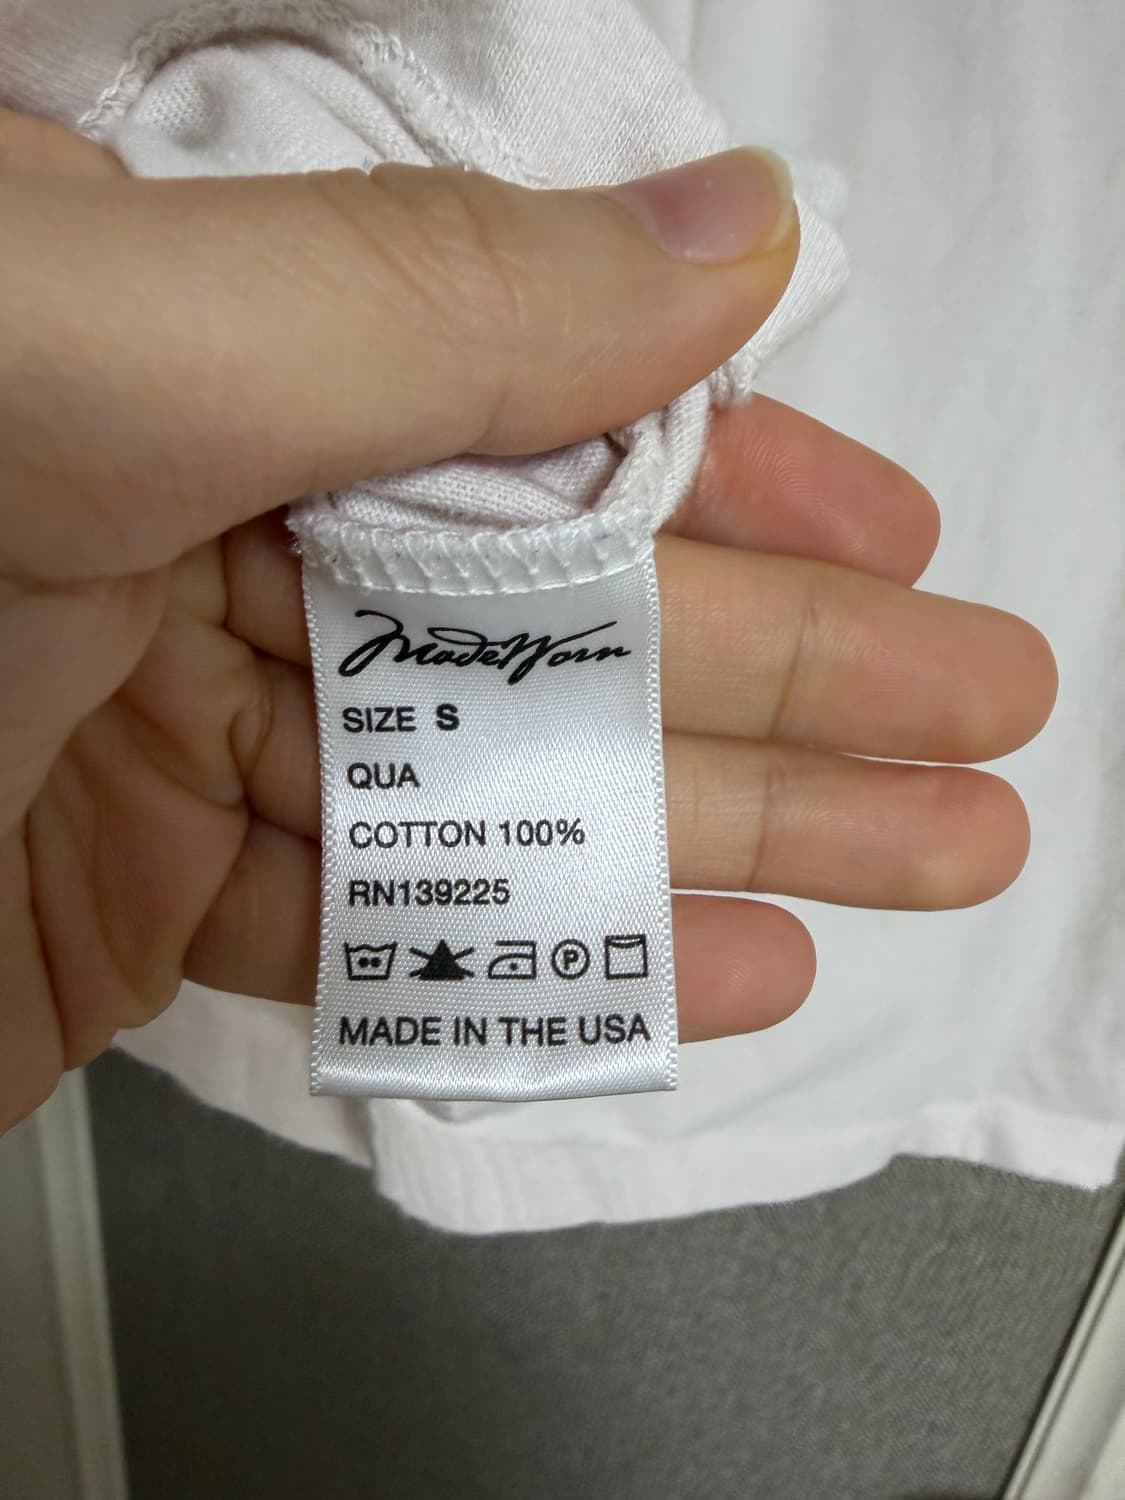 MadeWorn
SIZE S
QUA
COTTON 100%
RN139225
P
MADE IN THE USA